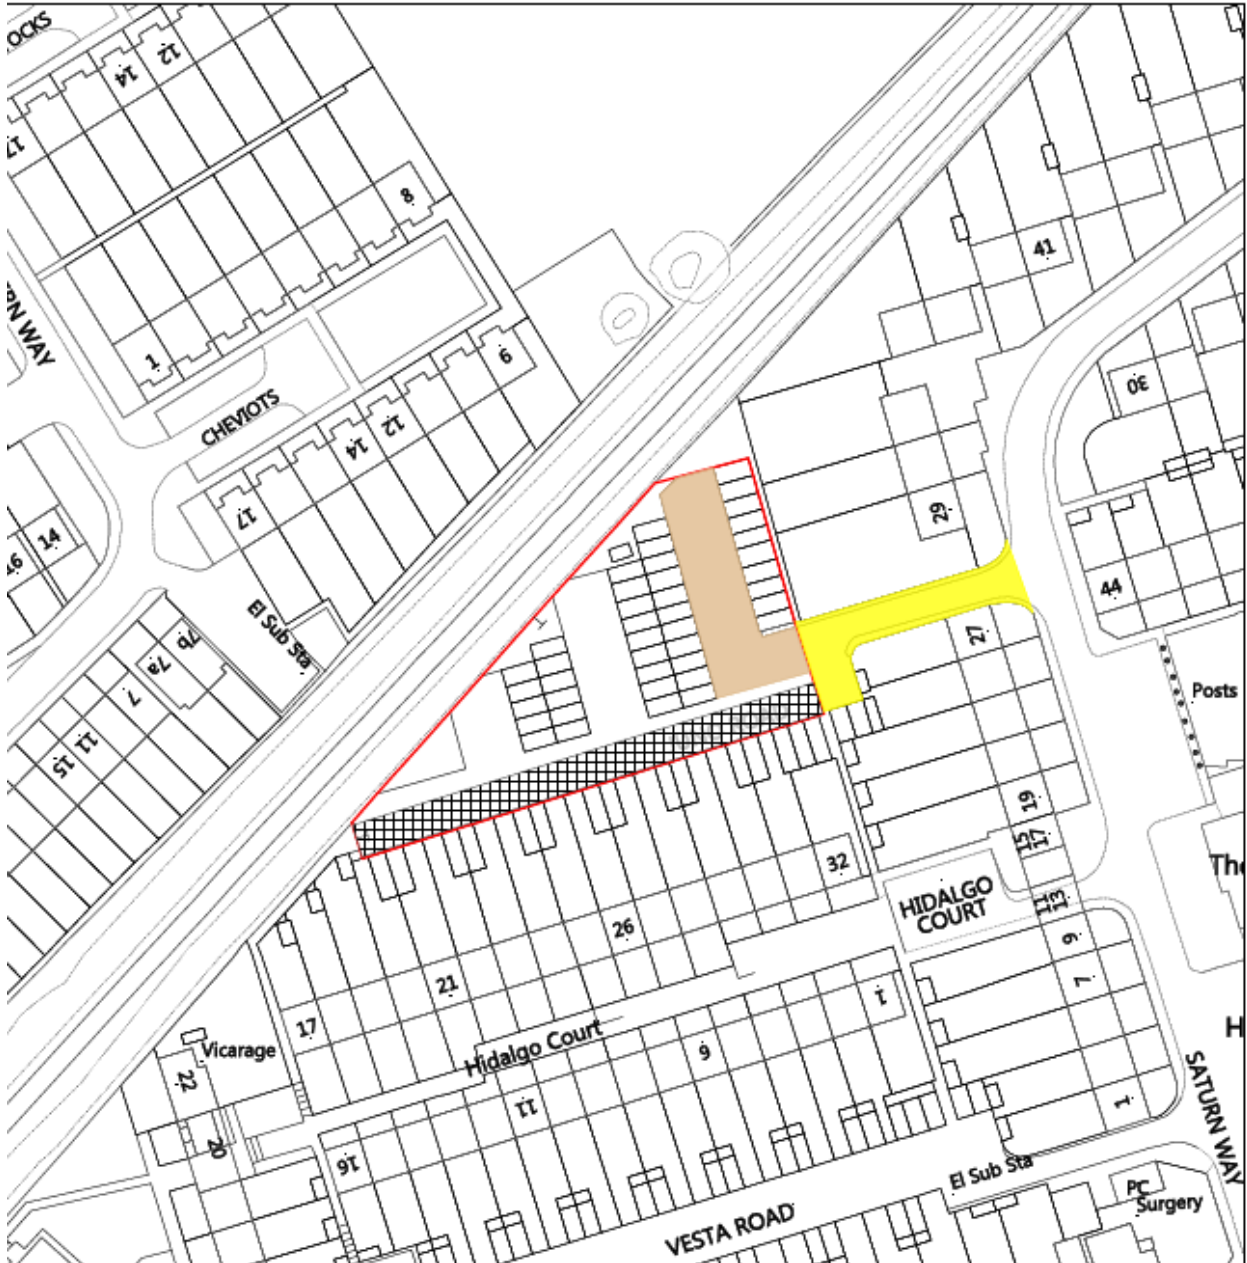 OCKS
12
14
17
8
41
RN WAY
1
CHEVIOTS
6
12
14
17
30
29
14
16
El Sub Sta
44
27
7b
7a
7
11
15
Posts
19
17
15
32
The
HIDALGO
COURT
13
11
26
9
21
7
1
17
Hidalgo Court
9
Vicarage
22
11
H
SATURN WAY
1
20
16
El Sub Sta
PC
Surgery
VESTA ROAD